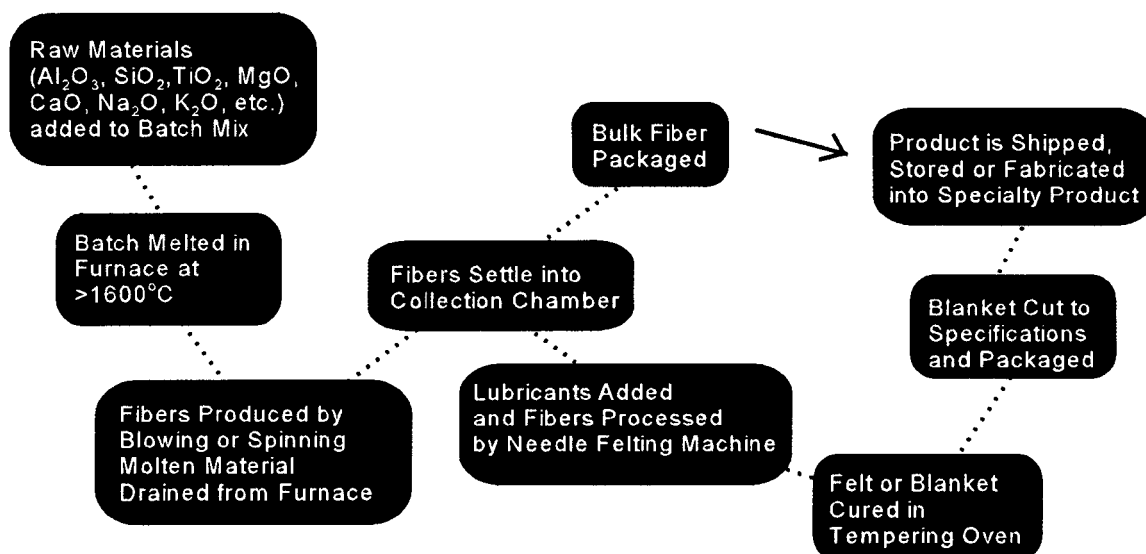 Raw Materials
(Al₂O₃, SiO₂,TiO₂, MgO,
CaO, Na₂O, K₂O, etc.)
added to Batch Mix
Batch Melted in
Furnace at
>1600°C
Fibers Produced by
Blowing or Spinning
Molten Material
Drained from Furnace
Fibers Settle into
Collection Chamber
Bulk Fiber
Packaged
Lubricants Added
and Fibers Processed
by Needle Felting Machine
Felt or Blanket
Cured in
Tempering Oven
Blanket Cut to
Specifications
and Packaged
Product is Shipped,
Stored or Fabricated
into Specialty Product